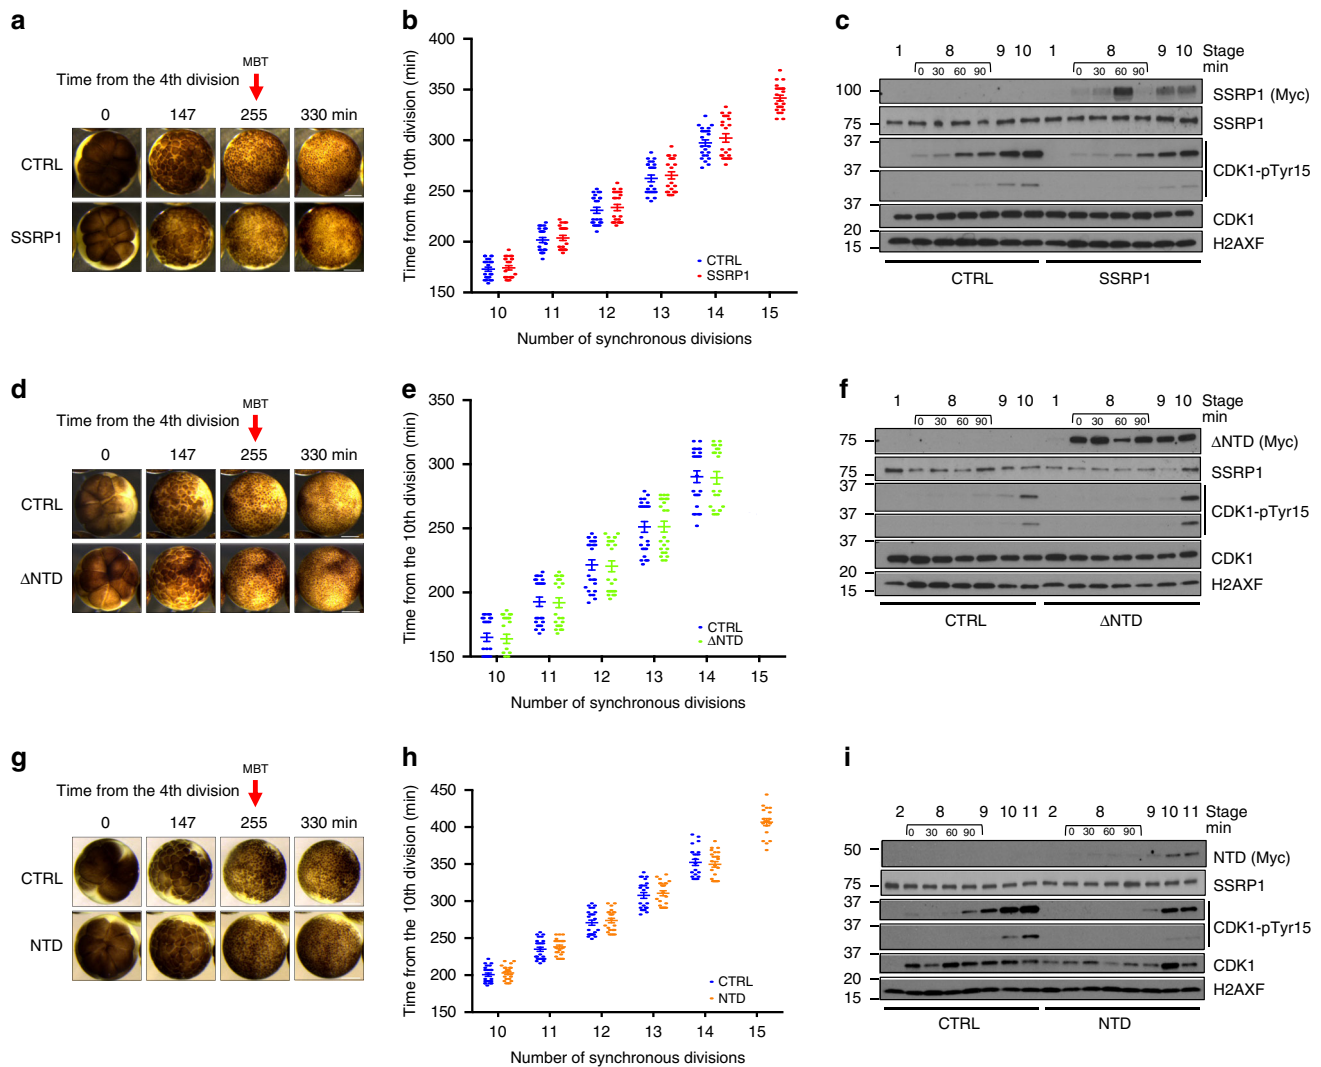 a
MBT
Time from the 4th division
0 147 255 330 min
CTRL
SSRP1
b
Time from the 10th division (min)
400
350
300
250
200
150
CTRL
SSRP1
10 11 12 13 14 15
Number of synchronous divisions
c
1 8 9 10 1 8 9 10 Stage
0 30 60 90 0 30 60 90 min
100 SSRP1 (Myc)
75 SSRP1
37
CDK1-pTyr15
37
37 CDK1
20
15 H2AXF
CTRL SSRP1
d
MBT
Time from the 4th division
0 147 255 330 min
CTRL
ΔNTD
e
Time from the 10th division (min)
350
300
250
200
150
CTRL
ΔNTD
10 11 12 13 14 15
Number of synchronous divisions
f
1 8 9 10 1 8 9 10 Stage
0 30 60 90 0 30 60 90 min
75 ΔNTD (Myc)
75 SSRP1
37
CDK1-pTyr15
37
37 CDK1
20
15 H2AXF
CTRL ΔNTD
g
MBT
Time from the 4th division
0 147 255 330 min
CTRL
NTD
h
Time from the 10th division (min)
450
400
350
300
250
200
150
CTRL
NTD
10 11 12 13 14 15
Number of synchronous divisions
i
2 8 9 10 11 2 8 9 10 11 Stage
0 30 60 90 0 30 60 90 min
50 NTD (Myc)
75 SSRP1
37
CDK1-pTyr15
37
37 CDK1
20
15 H2AXF
CTRL NTD